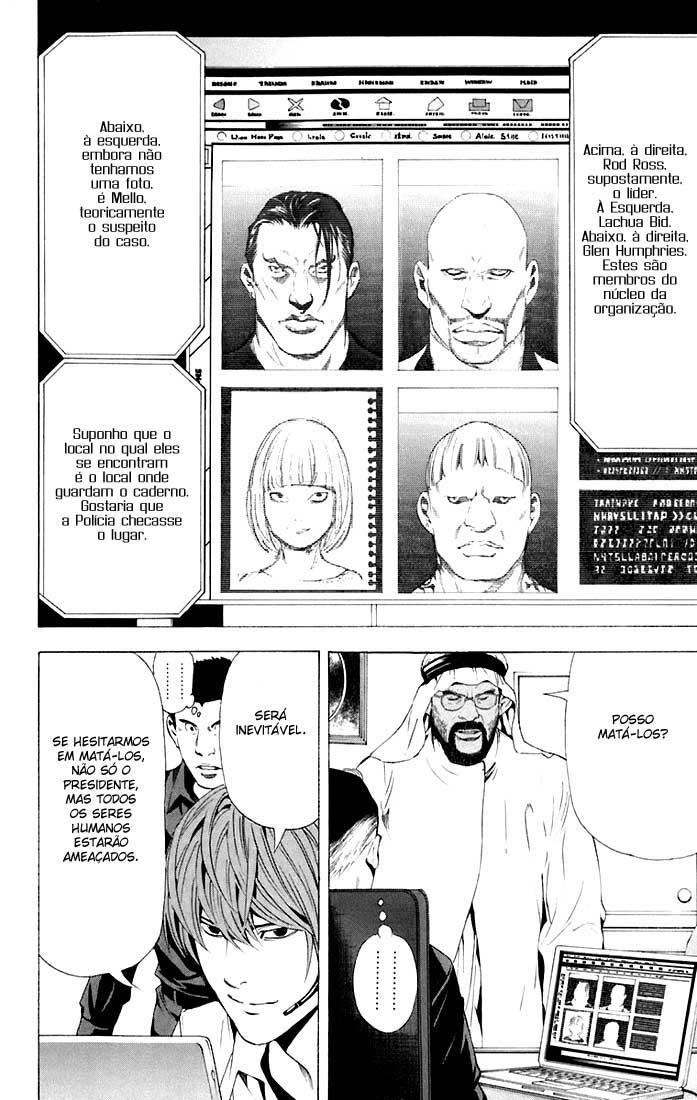 Acima, à direita,
Rod Ross,
supostamente,
o líder.
À Esquerda,
Lachua Bid.
Abaixo, à direita,
Glen Humphries.
Estes são
membros do
núcleo da
organização.
Abaixo,
à esquerda,
embora não
tenhamos
uma foto,
é Mello,
teoricamente
o suspeito
do caso.
Suponho que o
local no qual eles
se encontram
é o local onde
guardam o caderno.
Gostaria que
a Polícia checasse
o lugar.
WINDOW
POSSO
MATÁ-LOS?
SERÁ
INEVITÁVEL.
SE HESITARMOS
EM MATÁ-LOS,
NÃO SÓ O
PRESIDENTE,
MAS TODOS
OS SERES
HUMANOS
ESTARÃO
AMEAÇADOS.